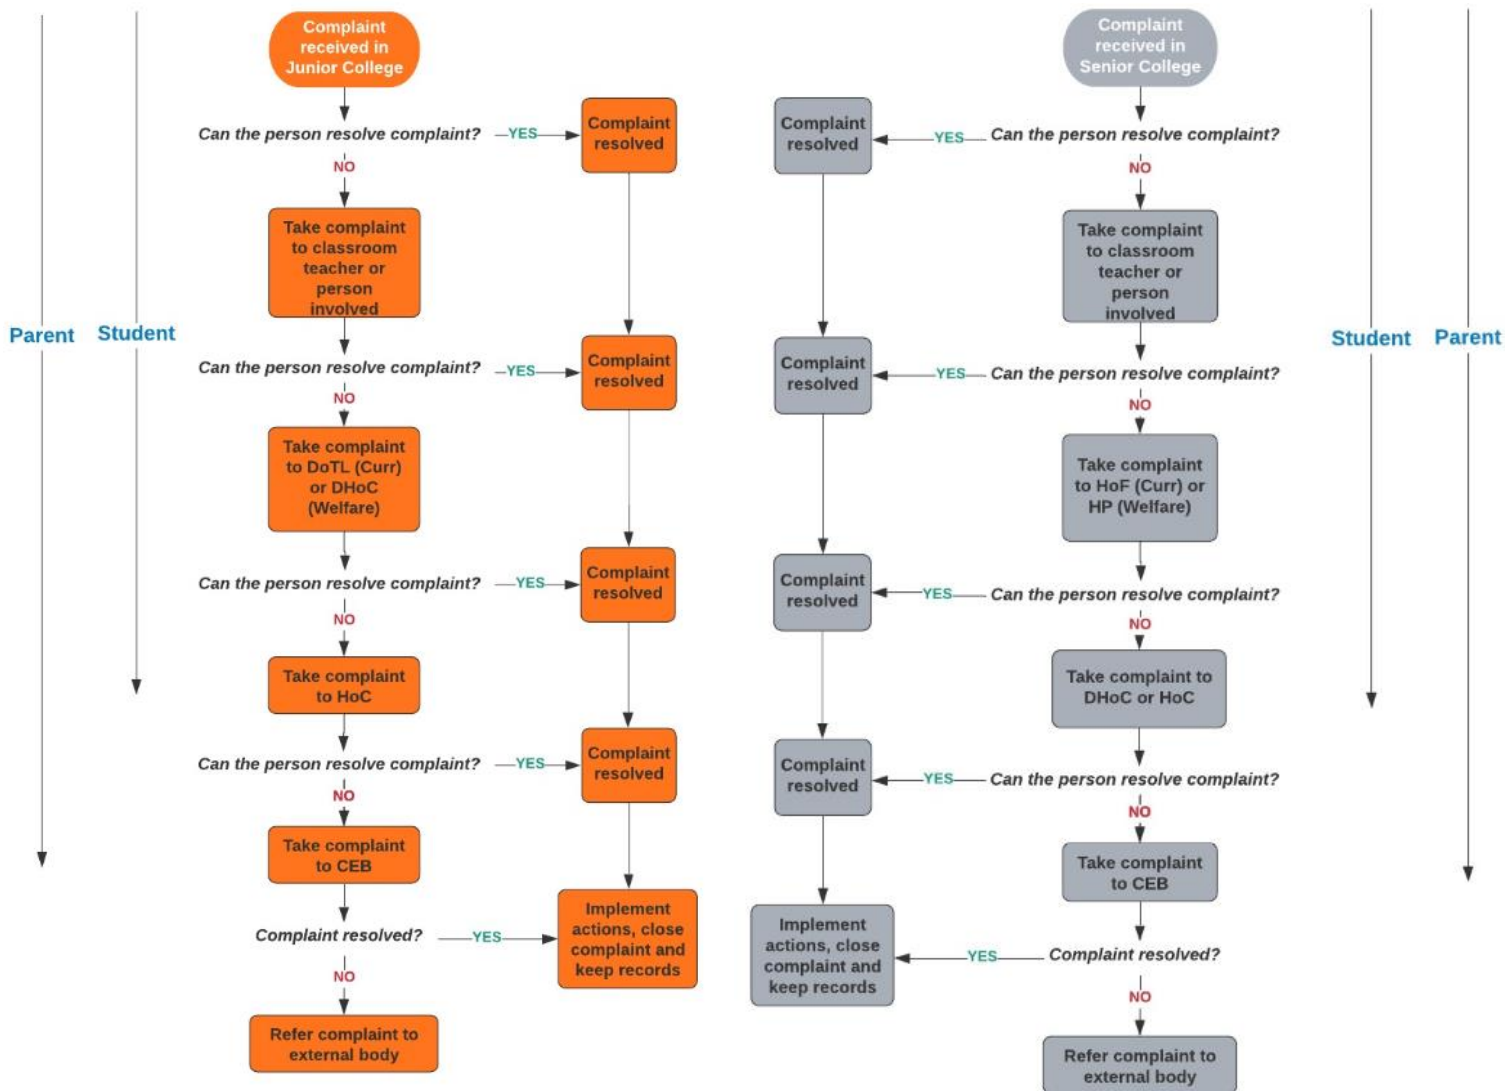 Complaint
received in
Junior College
Can the person resolve complaint?
YES
Complaint
resolved
NO
Take complaint
to classroom
teacher or
person
involved
Parent
Student
Can the person resolve complaint?
YES
Complaint
resolved
NO
Take complaint
to DoTL (Curr)
or DHoC
(Welfare)
Can the person resolve complaint?
YES
Complaint
resolved
NO
Take complaint
to HoC
Can the person resolve complaint?
YES
Complaint
resolved
NO
Take complaint
to CEB
Complaint resolved?
YES
Implement
actions, close
complaint and
keep records
NO
Refer complaint to
external body
Complaint
received in
Senior College
Complaint
resolved
YES
Can the person resolve complaint?
NO
Take complaint
to classroom
teacher or
person
involved
Student
Parent
Complaint
resolved
YES
Can the person resolve complaint?
NO
Take complaint
to HoF (Curr) or
HP (Welfare)
Complaint
resolved
YES
Can the person resolve complaint?
NO
Take complaint to
DHoC or HoC
Complaint
resolved
YES
Can the person resolve complaint?
NO
Take complaint
to CEB
Implement
actions, close
complaint and
keep records
YES
Complaint resolved?
NO
Refer complaint to
external body